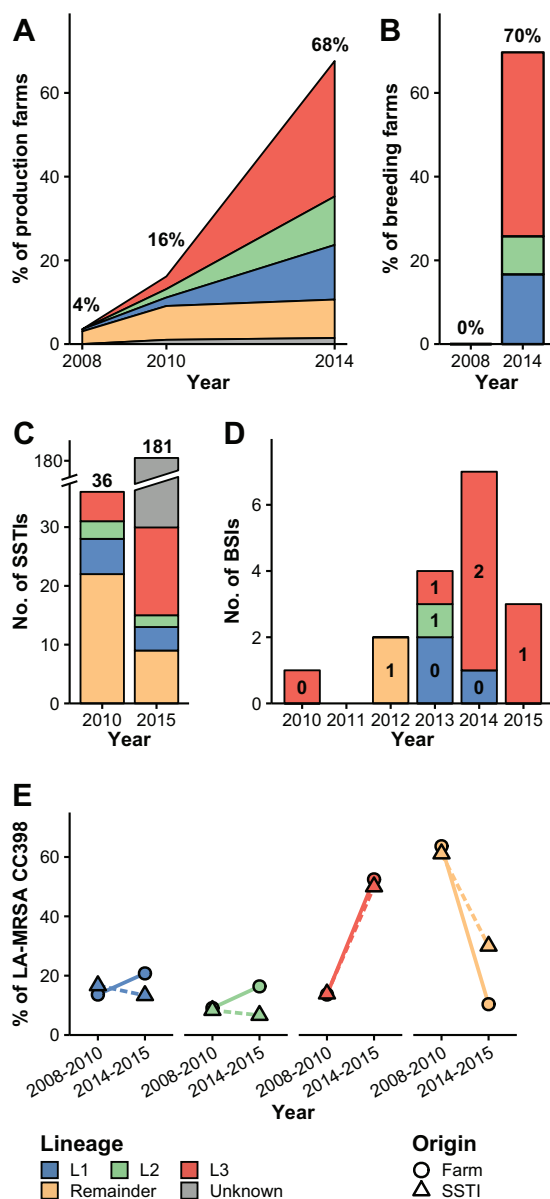 A
B
68%
70%
60
40
20
0
16%
4%
% of production farms
2008
2010
2014
Year
60
40
20
0
0%
% of breeding farms
2008
2014
Year
C
D
181
180
36
30
20
10
0
No. of SSTIs
2010
2015
Year
6
4
2
0
No. of BSIs
0
1
1
1
0
2
0
1
2010
2011
2012
2013
2014
2015
Year
E
60
40
20
0
% of LA-MRSA CC398
2008-2010
2014-2015
2008-2010
2014-2015
2008-2010
2014-2015
2008-2010
2014-2015
Year
Lineage
L1
L2
L3
Remainder
Unknown
Origin
Farm
SSTI